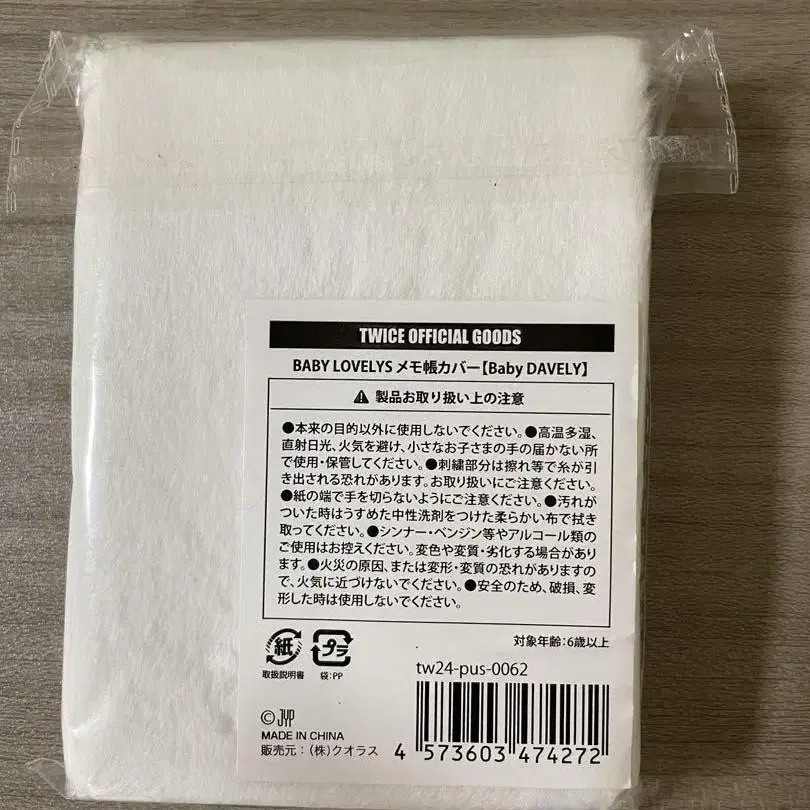 TWICE OFFICIAL GOODS
BABY LOVELYS メモ帳カバー【Baby DAVELY】
製品お取り扱い上の注意
●本来の目的以外に使用しないでください。●高温多湿、
直射日光、火気を避け、小さなお子さまの手の届かない所
で使用・保管してください。●刺繍部分は擦れ等で糸が引
き出される恐れがあります。お取り扱いにご注意ください。
●紙の端で手を切らないようにご注意ください。●汚れが
ついた時はうすめた中性洗剤をつけた柔らかい布で拭き
取ってください。●シンナー・ベンジン等やアルコール類の
ご使用はお控えください。変色や変質・劣化する場合があり
ます。●火災の原因、または変形・変質の恐れがありますの
で、火気に近づけないでください。●安全のため、破損、変
形した時は使用しないでください。
対象年齢:6歳以上
紙 プラ
取扱説明書 袋:PP
tw24-pus-0062
©JYP
MADE IN CHINA
販売元:(株)クオラス
4 573603 474272